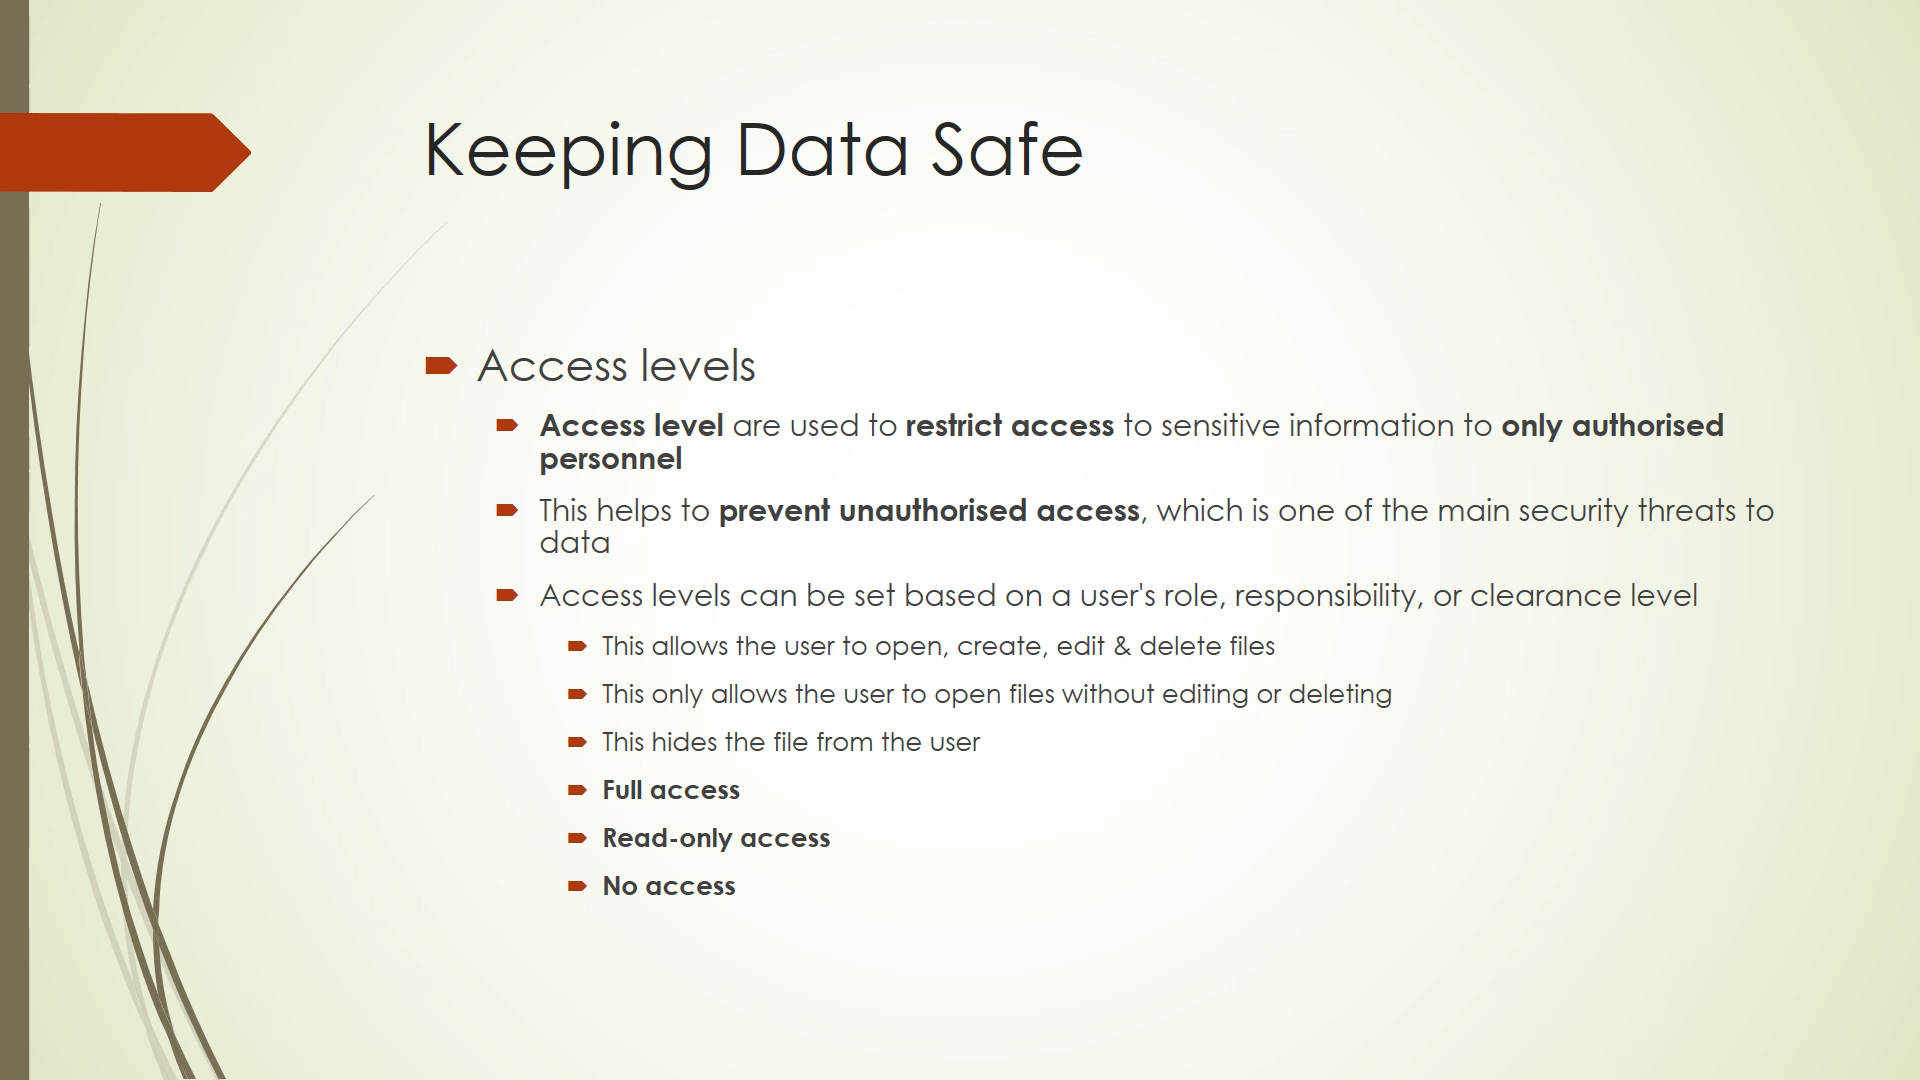 Keeping Data Safe
Access levels
Access level are used to restrict access to sensitive information to only authorised
personnel
This helps to prevent unauthorised access, which is one of the main security threats to
data
Access levels can be set based on a user's role, responsibility, or clearance level
This allows the user to open, create, edit & delete files
This only allows the user to open files without editing or deleting
This hides the file from the user
Full access
Read-only access
No access